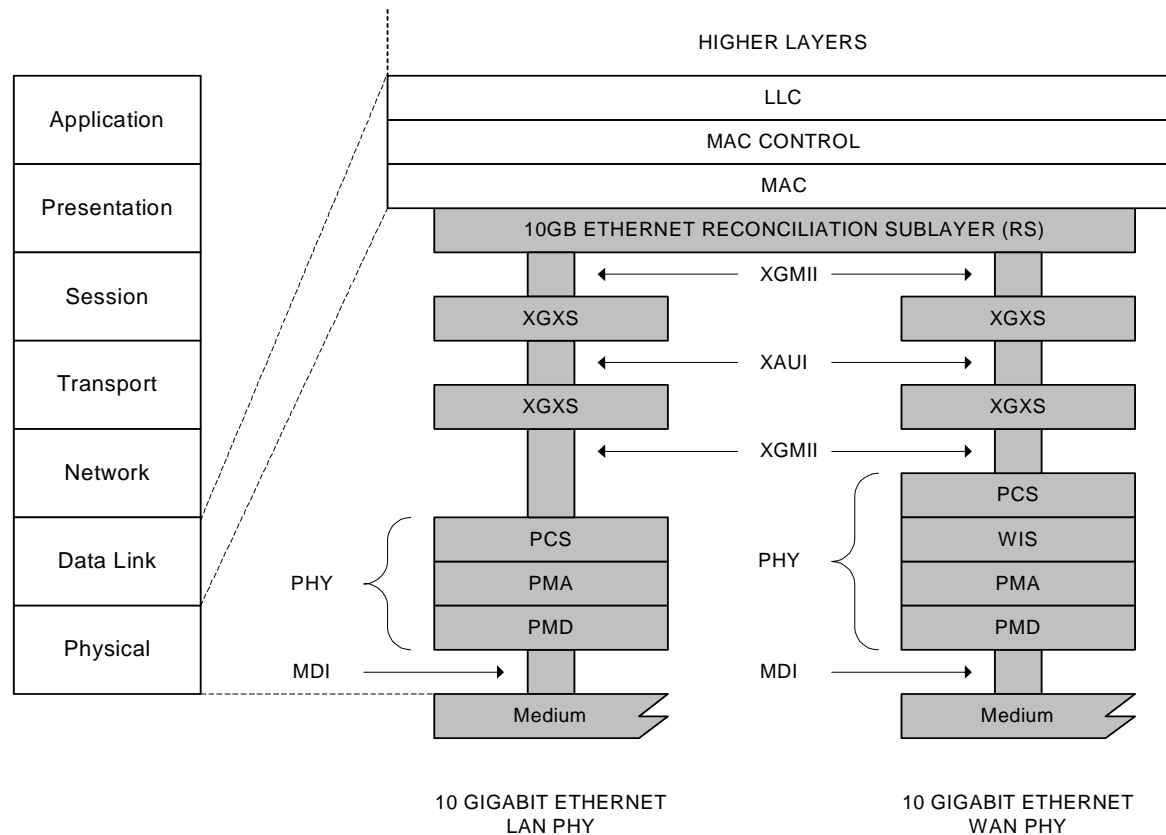 HIGHER LAYERS
Application
Presentation
Session
Transport
Network
Data Link
Physical
LLC
MAC CONTROL
MAC
10GB ETHERNET RECONCILIATION SUBLAYER (RS)
XGMII
XGXS
XGXS
XAUI
XGXS
XGXS
XGMII
PHY
PCS
PMA
PMD
MDI
Medium
PHY
PCS
WIS
PMA
PMD
MDI
Medium
10 GIGABIT ETHERNET
LAN PHY
10 GIGABIT ETHERNET
WAN PHY